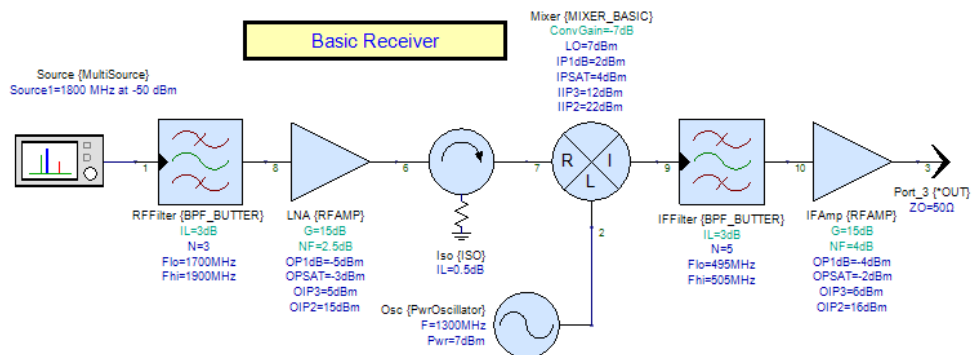 Basic Receiver
Mixer {MIXER_BASIC}
ConvGain=-7dB
LO=7dBm
IP1dB=2dBm
IPSAT=4dBm
IIP3=12dBm
IIP2=22dBm
Source {MultiSource}
Source1=1800 MHz at -50 dBm
1
8
6
7
R
I
L
9
10
3
2
RFFilter {BPF_BUTTER}
IL=3dB
N=3
Flo=1700MHz
Fhi=1900MHz
LNA {RFAMP}
G=15dB
NF=2.5dB
OP1dB=-5dBm
OPSAT=-3dBm
OIP3=5dBm
OIP2=15dBm
Iso {ISO}
IL=0.5dB
Osc {PwrOscillator}
F=1300MHz
Pwr=7dBm
IFFilter {BPF_BUTTER}
IL=3dB
N=5
Flo=495MHz
Fhi=505MHz
IFAmp {RFAMP}
G=15dB
NF=4dB
OP1dB=-4dBm
OPSAT=-2dBm
OIP3=6dBm
OIP2=16dBm
Port_3 {*OUT}
ZO=50Ω